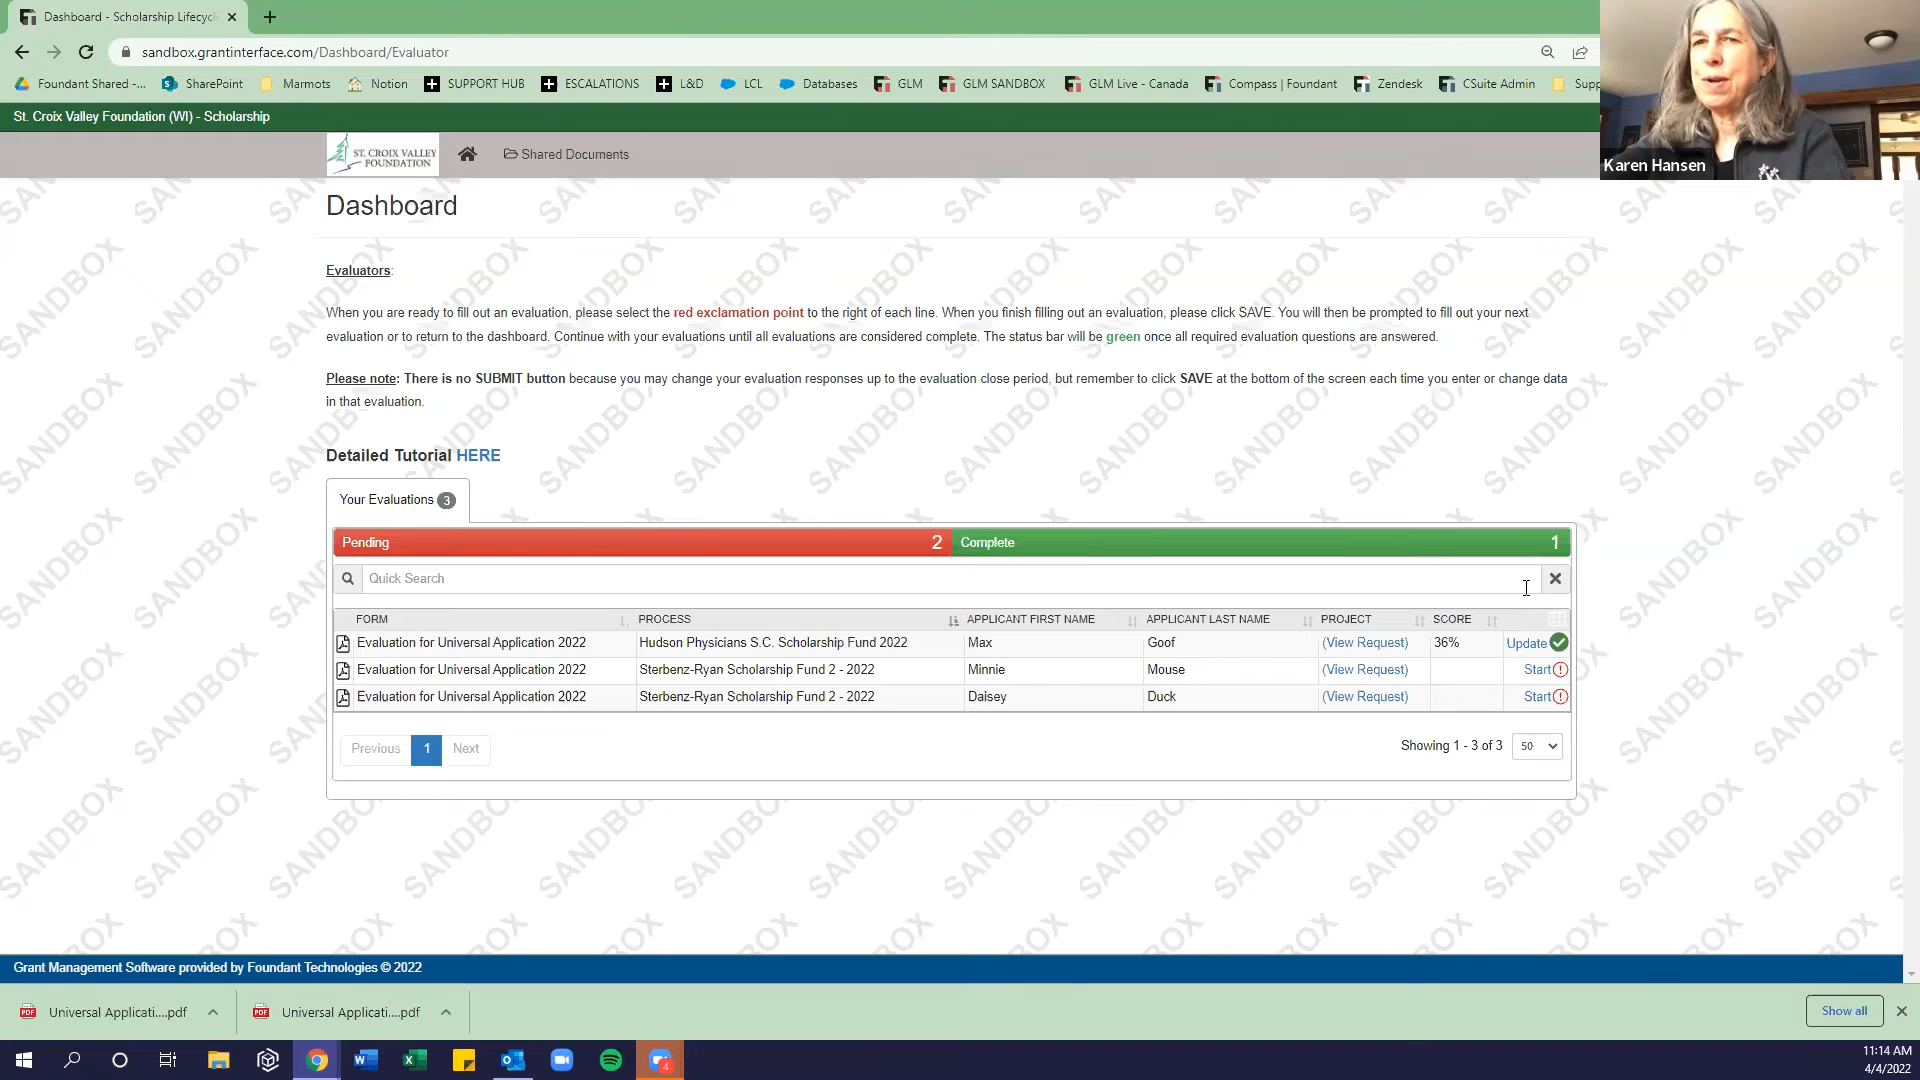 Dashboard - Scholarship Lifecycl
sandbox.grantinterface.com/Dashboard/Evaluator
Foundant Shared -... SharePoint Marmots Notion SUPPORT HUB ESCALATIONS L&D LCL Databases GLM GLM SANDBOX GLM Live - Canada Compass | Foundant Zendesk CSuite Admin Supp
St. Croix Valley Foundation (WI) - Scholarship
ST. CROIX VALLEY
FOUNDATION
Shared Documents
Karen Hansen
Dashboard
Evaluators:
When you are ready to fill out an evaluation, please select the red exclamation point to the right of each line. When you finish filling out an evaluation, please click SAVE. You will then be prompted to fill out your next
evaluation or to return to the dashboard. Continue with your evaluations until all evaluations are considered complete. The status bar will be green once all required evaluation questions are answered.
Please note: There is no SUBMIT button because you may change your evaluation responses up to the evaluation close period, but remember to click SAVE at the bottom of the screen each time you enter or change data
in that evaluation.
Detailed Tutorial HERE
Your Evaluations 3
Pending 2 Complete 1
Quick Search
FORM PROCESS APPLICANT FIRST NAME APPLICANT LAST NAME PROJECT SCORE
Evaluation for Universal Application 2022 Hudson Physicians S.C. Scholarship Fund 2022 Max Goof (View Request) 36% Update
Evaluation for Universal Application 2022 Sterbenz-Ryan Scholarship Fund 2 - 2022 Minnie Mouse (View Request) Start
Evaluation for Universal Application 2022 Sterbenz-Ryan Scholarship Fund 2 - 2022 Daisey Duck (View Request) Start
Previous 1 Next
Showing 1 - 3 of 3 50
SANDBOX
Grant Management Software provided by Foundant Technologies © 2022
Universal Applicati....pdf Universal Applicati....pdf Show all
4
11:14 AM
4/4/2022